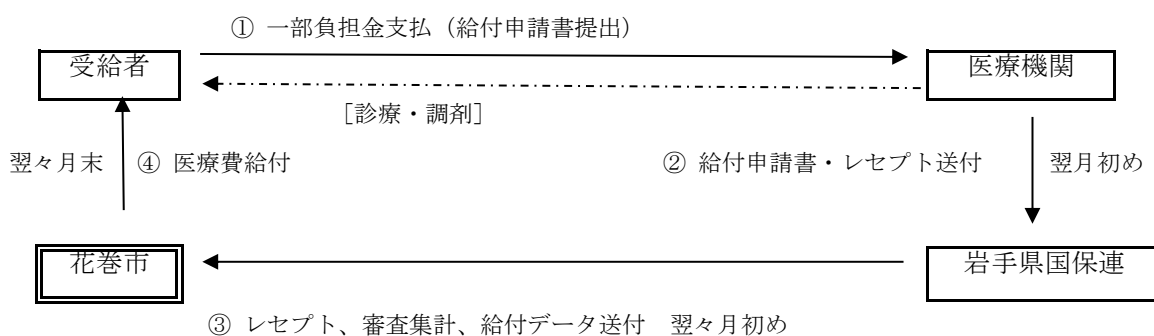 ① 一部負担金支払（給付申請書提出）
受給者
医療機関
［診療・調剤］
翌々月末
④ 医療費給付
② 給付申請書・レセプト送付
翌月初め
花巻市
岩手県国保連
③ レセプト、審査集計、給付データ送付　翌々月初め